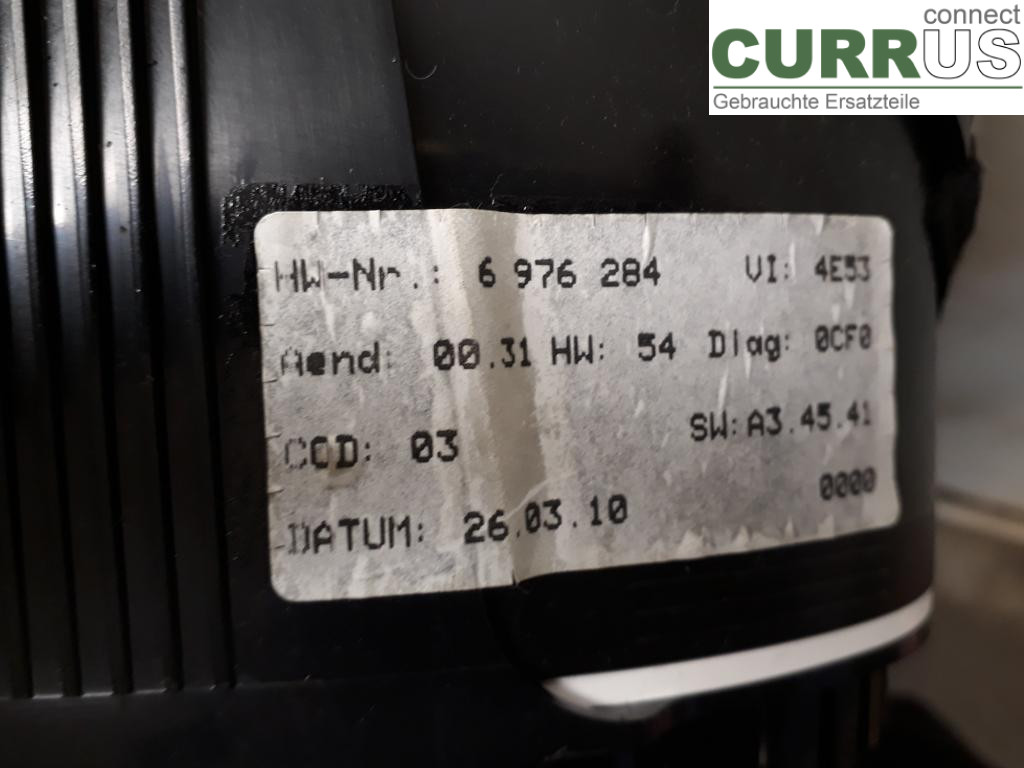 connect
CURRUS
Gebrauchte Ersatzteile
HW-Nr.: 6 976 284 VI: 4E53
Aend: 00.31 HW: 54 Diag: 0CF0
COD: 03 SW: A3.45.41
0000
DATUM: 26.03.10